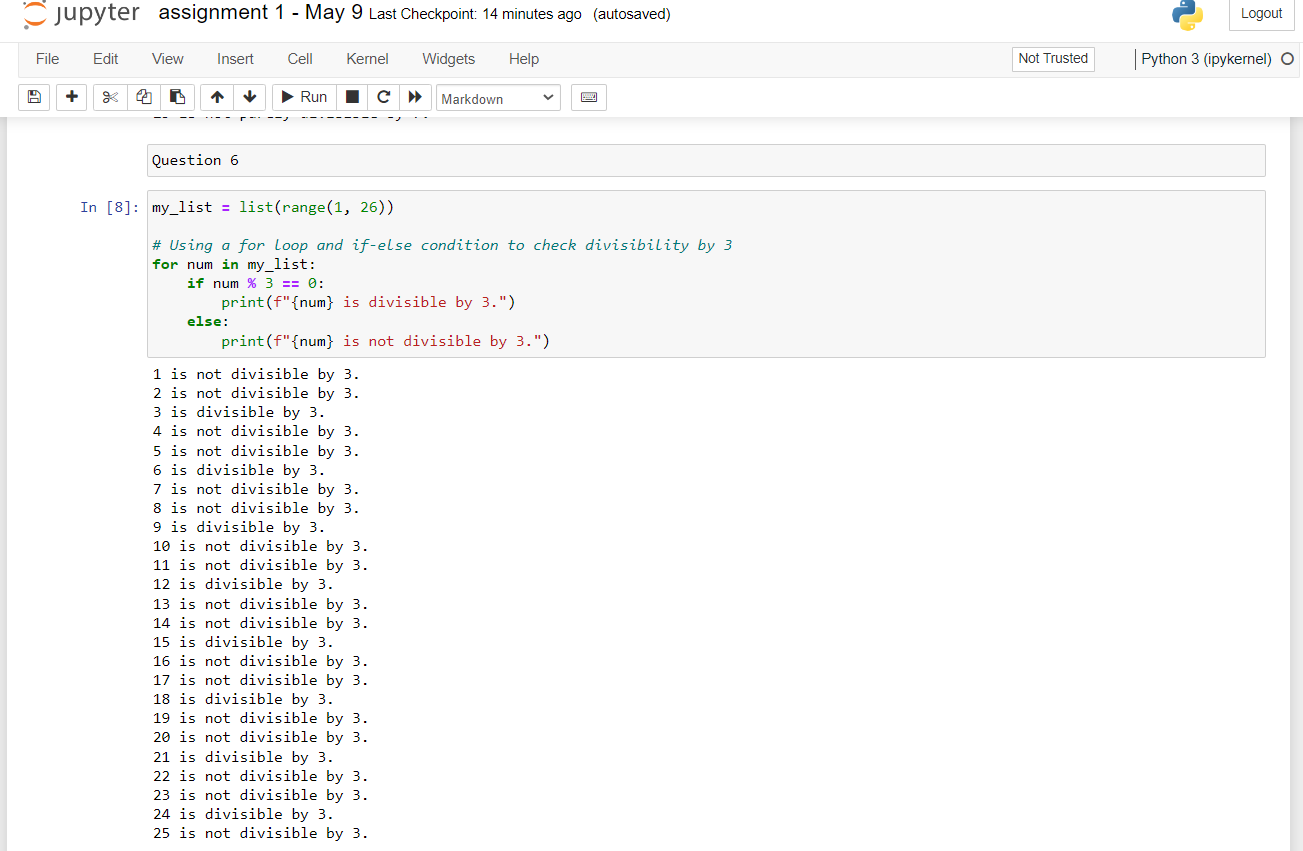 jupyter assignment 1 - May 9 Last Checkpoint: 14 minutes ago (autosaved) Logout
File Edit View Insert Cell Kernel Widgets Help Not Trusted Python 3 (ipykernel)
Run Markdown
Question 6
In [8]: my_list = list(range(1, 26))
# Using a for loop and if-else condition to check divisibility by 3
for num in my_list:
    if num % 3 == 0:
        print(f"{num} is divisible by 3.")
    else:
        print(f"{num} is not divisible by 3.")
1 is not divisible by 3.
2 is not divisible by 3.
3 is divisible by 3.
4 is not divisible by 3.
5 is not divisible by 3.
6 is divisible by 3.
7 is not divisible by 3.
8 is not divisible by 3.
9 is divisible by 3.
10 is not divisible by 3.
11 is not divisible by 3.
12 is divisible by 3.
13 is not divisible by 3.
14 is not divisible by 3.
15 is divisible by 3.
16 is not divisible by 3.
17 is not divisible by 3.
18 is divisible by 3.
19 is not divisible by 3.
20 is not divisible by 3.
21 is divisible by 3.
22 is not divisible by 3.
23 is not divisible by 3.
24 is divisible by 3.
25 is not divisible by 3.